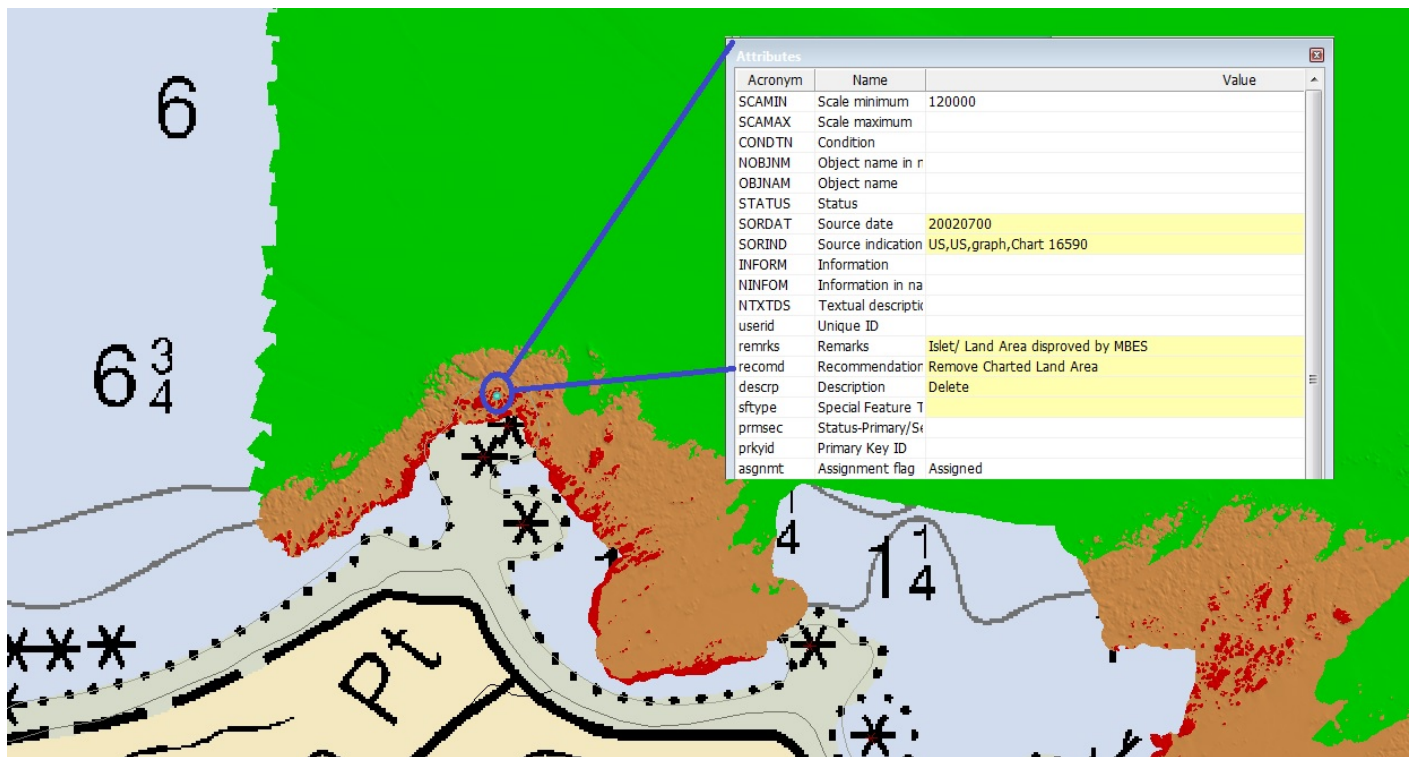 6
6 3/4
Attributes
Acronym Name Value
SCAMIN Scale minimum 120000
SCAMAX Scale maximum
CONDTN Condition
NOBJNM Object name in n
OBJNAM Object name
STATUS Status
SORDAT Source date 20020700
SORIND Source indication US,US,graph,Chart 16590
INFORM Information
NINFOM Information in na
NTXTDS Textual descriptic
userid Unique ID
remrks Remarks Islet/ Land Area disproved by MBES
recomd Recommendation Remove Charted Land Area
descrp Description Delete
sftype Special Feature T
prmsec Status-Primary/Se
prkyid Primary Key ID
asgnmt Assignment flag Assigned
1/4
1 1/4
Pt